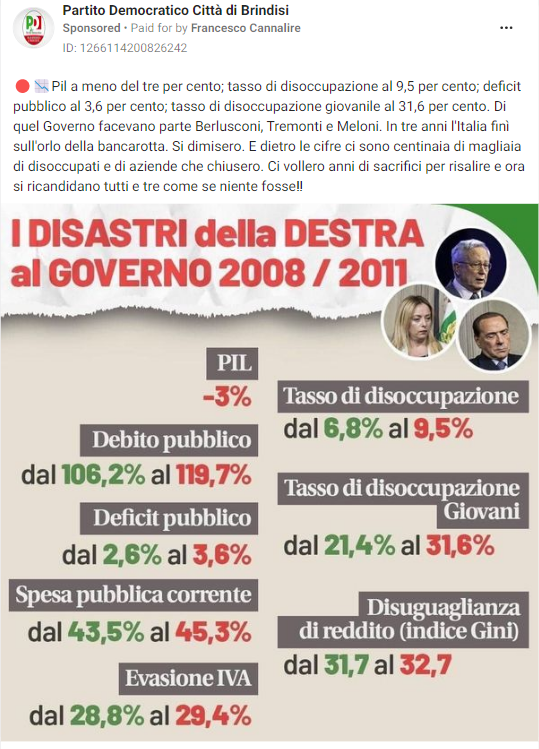 PD
Partito Democratico Città di Brindisi
Sponsored • Paid for by Francesco Cannalire
ID: 1266114200826242
Pil a meno del tre per cento; tasso di disoccupazione al 9,5 per cento; deficit
pubblico al 3,6 per cento; tasso di disoccupazione giovanile al 31,6 per cento. Di
quel Governo facevano parte Berlusconi, Tremonti e Meloni. In tre anni l'Italia finì
sull'orlo della bancarotta. Si dimisero. E dietro le cifre ci sono centinaia di magliaia
di disoccupati e di aziende che chiusero. Ci vollero anni di sacrifici per risalire e ora
si ricandidano tutti e tre come se niente fosse!!
I DISASTRI della DESTRA
al GOVERNO 2008 / 2011
PIL
-3%
Debito pubblico
dal 106,2% al 119,7%
Deficit pubblico
dal 2,6% al 3,6%
Spesa pubblica corrente
dal 43,5% al 45,3%
Evasione IVA
dal 28,8% al 29,4%
Tasso di disoccupazione
dal 6,8% al 9,5%
Tasso di disoccupazione
Giovani
dal 21,4% al 31,6%
Disuguaglianza
di reddito (indice Gini)
dal 31,7 al 32,7